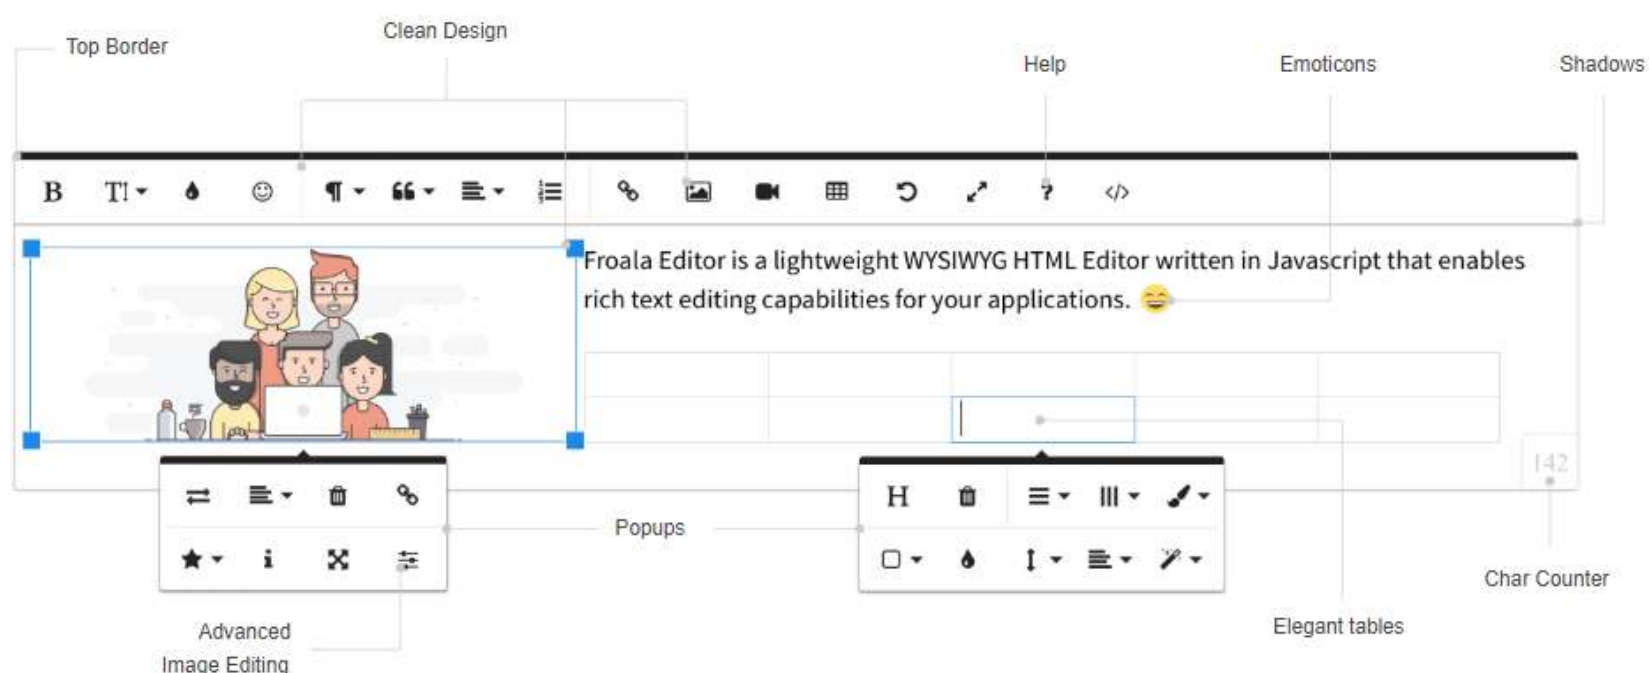 Clean Design
Top Border
Help
Emoticons
Shadows
B T! ?
Froala Editor is a lightweight WYSIWYG HTML Editor written in Javascript that enables
rich text editing capabilities for your applications. 😄
142
H
Popups
Char Counter
Elegant tables
Advanced
Image Editing